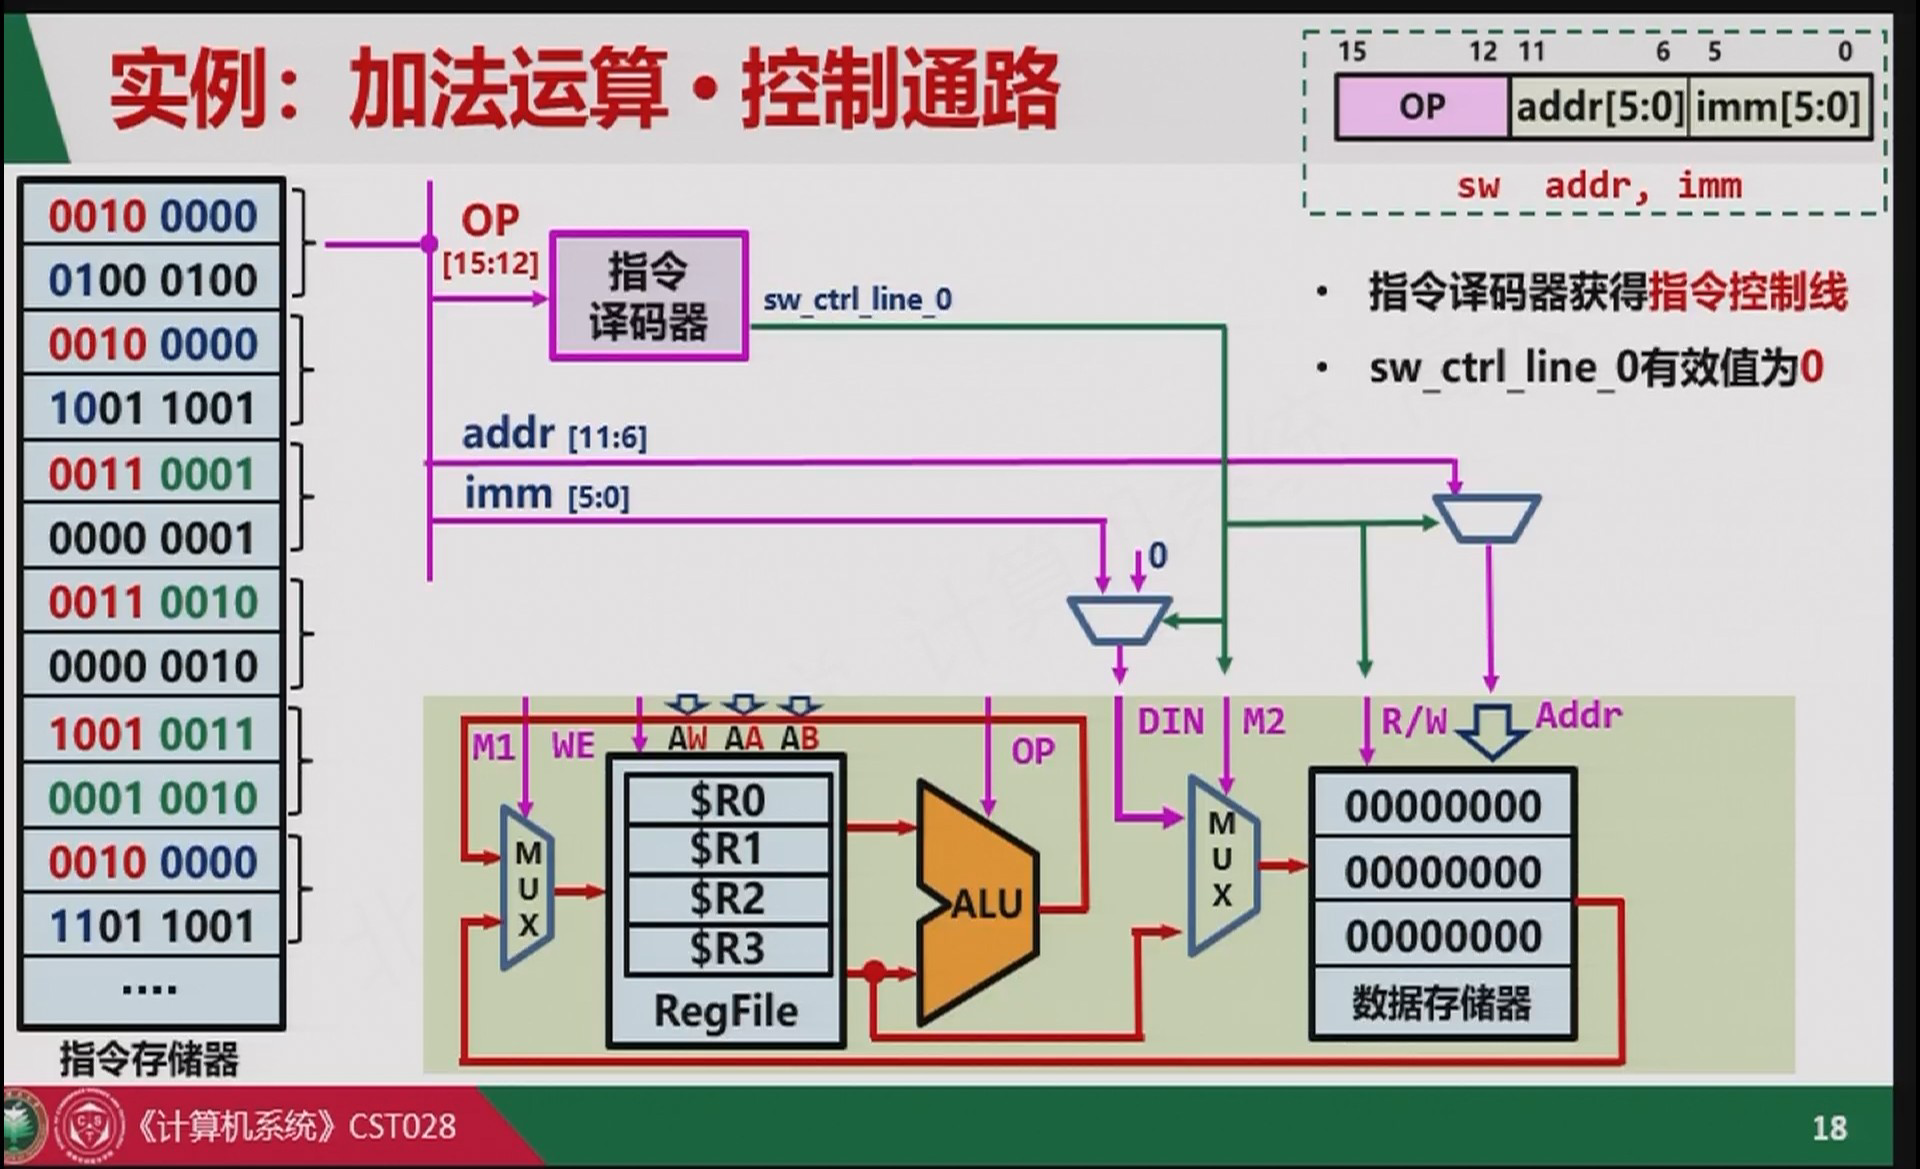 实例：加法运算·控制通路
15 12 11 6 5 0
OP addr[5:0] imm[5:0]
sw addr, imm
0010 0000
0100 0100
0010 0000
1001 1001
0011 0001
0000 0001
0011 0010
0000 0010
1001 0011
0001 0010
0010 0000
1101 1001
....
指令存储器
OP
[15:12]
指令
译码器
sw_ctrl_line_0
• 指令译码器获得指令控制线
• sw_ctrl_line_0有效值为0
addr [11:6]
imm [5:0]
0
M1 WE AW AA AB OP DIN M2 R/W Addr
MUX
$R0
$R1
$R2
$R3
RegFile
ALU
MUX
00000000
00000000
00000000
数据存储器
《计算机系统》CST028
18